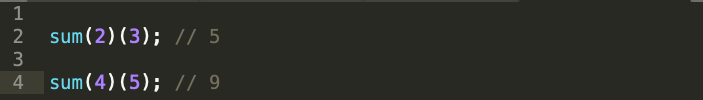 1
2 sum(2)(3); // 5
3
4 sum(4)(5); // 9